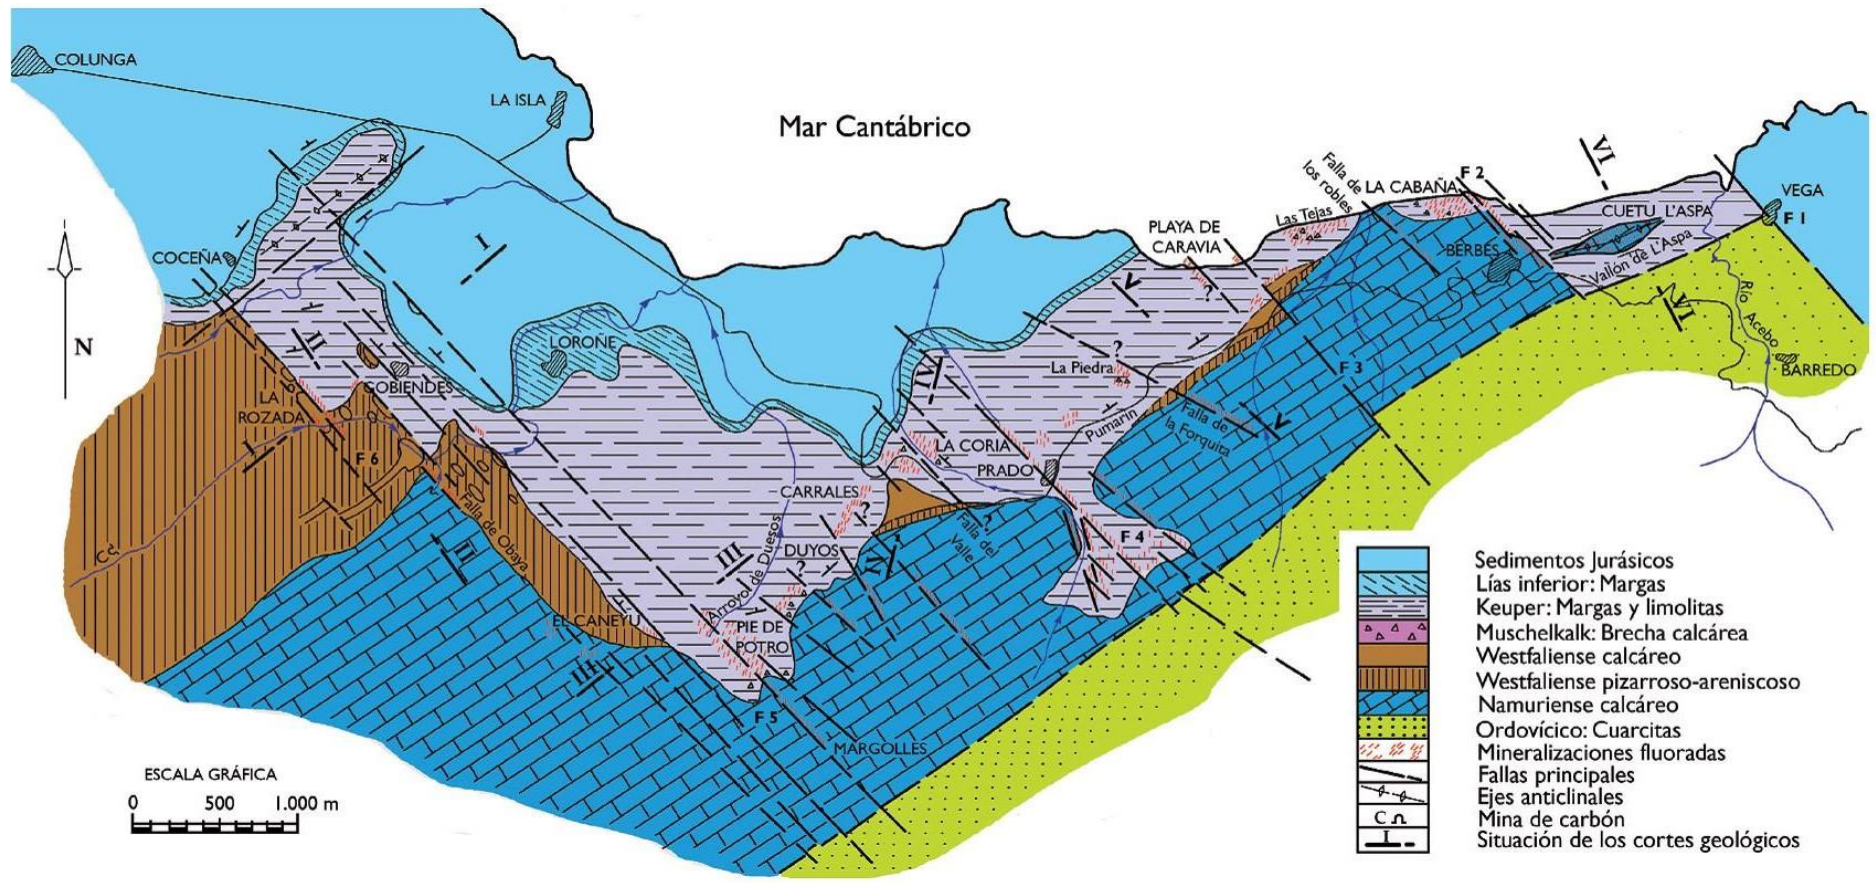 COLUNGA
LA ISLA
Mar Cantábrico
COCEÑA
N
I
II
LOROÑE
GOBIENDES
LA
ROZADA
I
F 6
C
Falla de Obaya
II
EL CANEYU
III
III
Arroyo de Duesos
PIE DE
POTRO
F 5
MARGOLLES
CARRALES
?
DUYOS
?
IV
IV
?
LA CORIA
PRADO
Falla del
Valle
?
F 4
La Piedra
?
Pumarín
Falla de
la Forquita
V
V
PLAYA DE
CARAVIA
?
Las Tejas
Falla de
los robles
LA CABAÑA
F 2
BERBES
F 3
VI
CUETU L'ASPA
Vallón de L'Aspa
VI
VEGA
F 1
Río Acebo
BARREDO
ESCALA GRÁFICA
0 500 1.000 m
Sedimentos Jurásicos
Lías inferior: Margas
Keuper: Margas y limolitas
Muschelkalk: Brecha calcárea
Westfaliense calcáreo
Westfaliense pizarroso-areniscoso
Namuriense calcáreo
Ordovícico: Cuarcitas
Mineralizaciones fluoradas
Fallas principales
Ejes anticlinales
C Mina de carbón
I Situación de los cortes geológicos